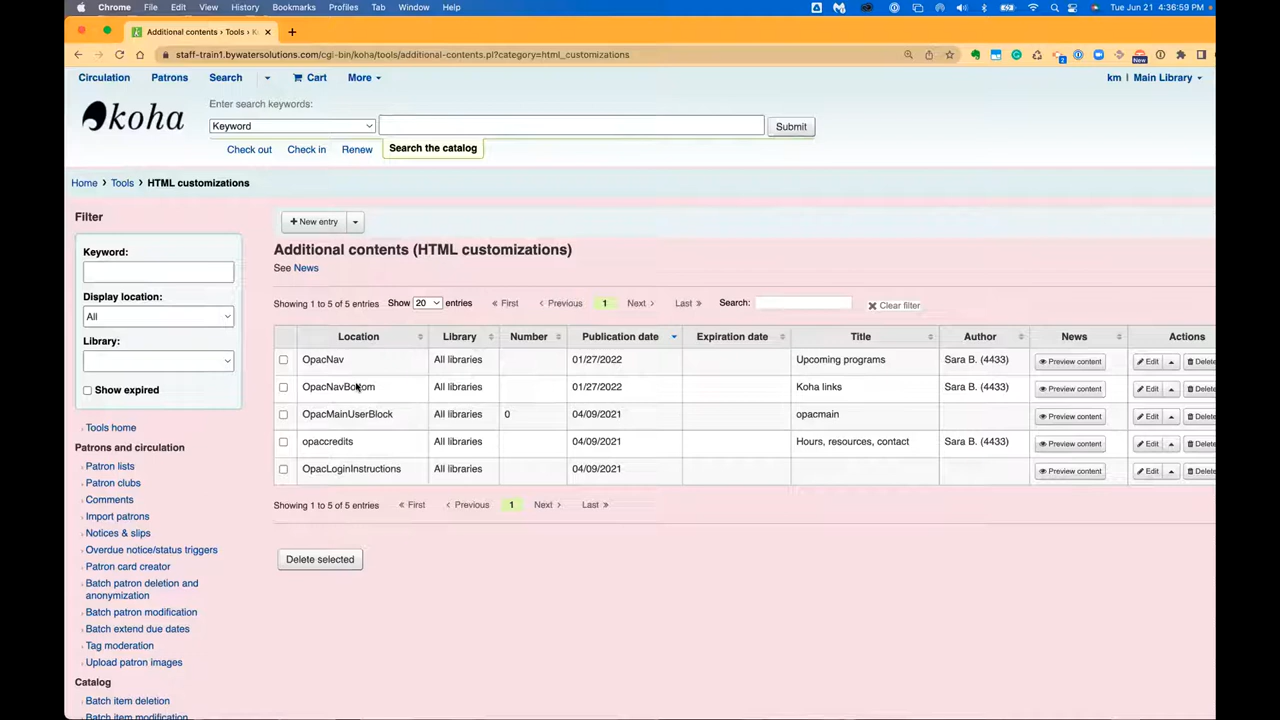 Chrome File Edit View History Bookmarks Profiles Tab Window Help Tue Jun 21 4:36:59 PM
Additional contents › Tools › K
staff-train1.bywatersolutions.com/cgi-bin/koha/tools/additional-contents.pl?category=html_customizations
2
New
Circulation Patrons Search Cart More km | Main Library
koha
Enter search keywords:
Keyword Submit
Check out Check in Renew Search the catalog
Home › Tools › HTML customizations
Filter
Keyword:
Display location:
All
Library:
Show expired
+ New entry
Additional contents (HTML customizations)
See News
Showing 1 to 5 of 5 entries Show 20 entries « First ‹ Previous 1 Next › Last » Search: Clear filter
Location Library Number Publication date Expiration date Title Author News Actions
OpacNav All libraries 01/27/2022 Upcoming programs Sara B. (4433) Preview content Edit Delete
OpacNavBottom All libraries 01/27/2022 Koha links Sara B. (4433) Preview content Edit Delete
OpacMainUserBlock All libraries 0 04/09/2021 opacmain Preview content Edit Delete
opaccredits All libraries 04/09/2021 Hours, resources, contact Sara B. (4433) Preview content Edit Delete
OpacLoginInstructions All libraries 04/09/2021 Preview content Edit Delete
Showing 1 to 5 of 5 entries « First ‹ Previous 1 Next › Last »
Delete selected
› Tools home
Patrons and circulation
› Patron lists
› Patron clubs
› Comments
› Import patrons
› Notices & slips
› Overdue notice/status triggers
› Patron card creator
› Batch patron deletion and
anonymization
› Batch patron modification
› Batch extend due dates
› Tag moderation
› Upload patron images
Catalog
› Batch item deletion
› Batch item modification